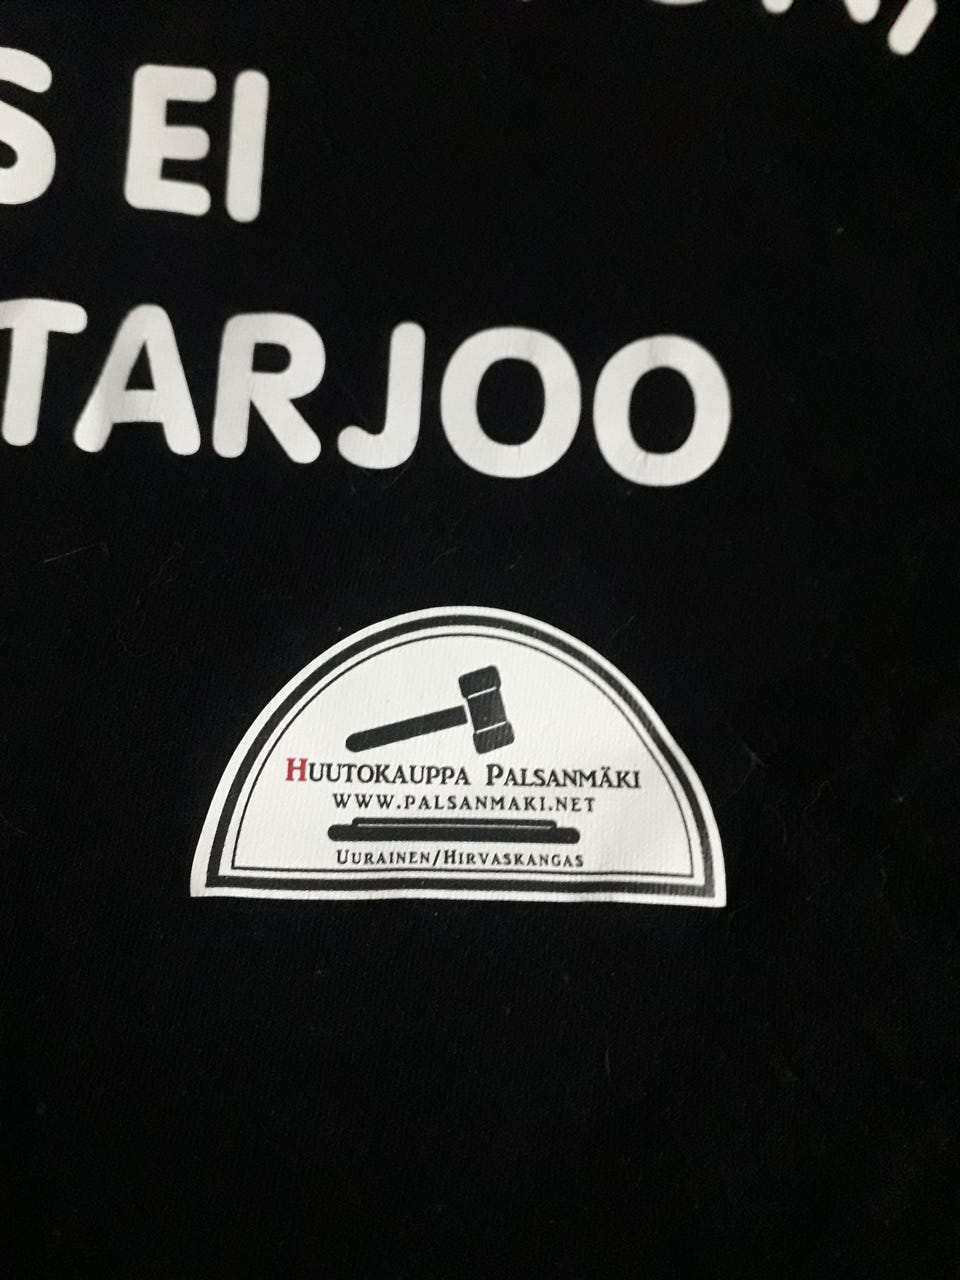 S EI
TARJOO
HUUTOKAUPPA PALSANMÄKI
WWW.PALSANMAKI.NET
UURAINEN/HIRVASKANGAS